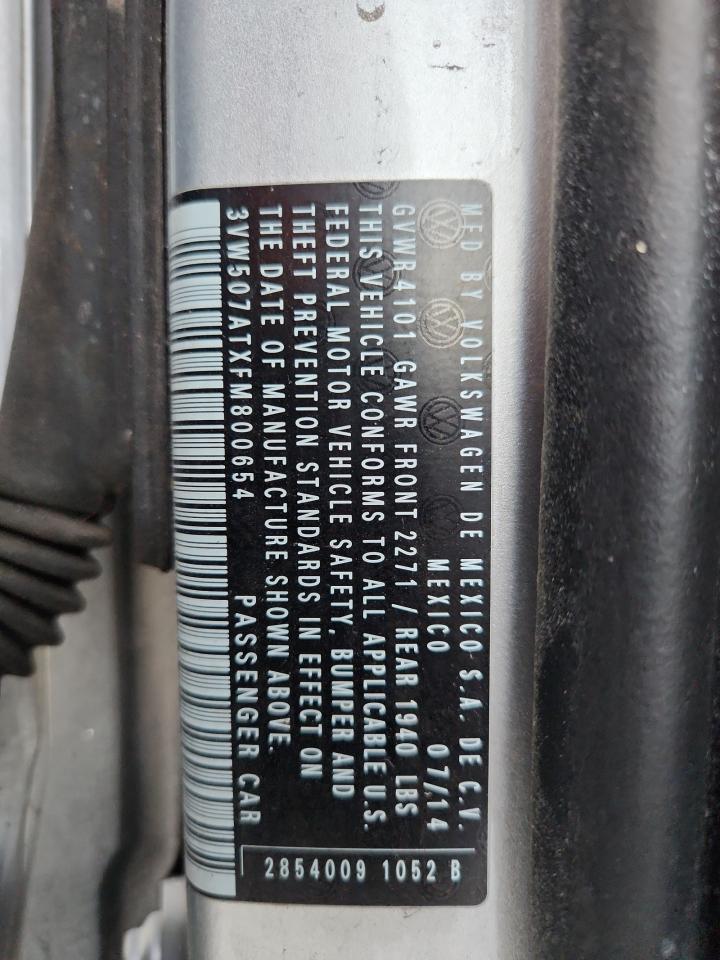 MFD BY VOLKSWAGEN DE MEXICO S.A. DE C.V.
MEXICO 07/14
GVWR 4101 GAWR FRONT 2271 / REAR 1940 LBS
THIS VEHICLE CONFORMS TO ALL APPLICABLE U.S.
FEDERAL MOTOR VEHICLE SAFETY, BUMPER AND
THEFT PREVENTION STANDARDS IN EFFECT ON
THE DATE OF MANUFACTURE SHOWN ABOVE.
3VW507ATXFM800654 PASSENGER CAR
2854009 1052 B